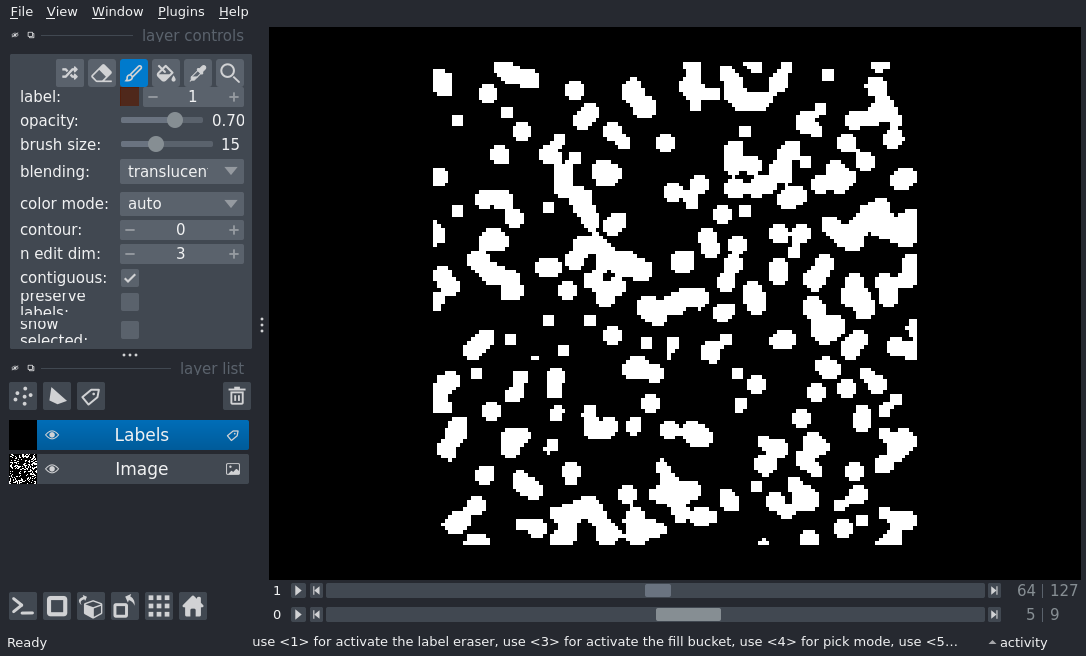 File View Window Plugins Help
layer controls
label: 1
opacity: 0.70
brush size: 15
blending: translucen
color mode: auto
contour: 0
n edit dim: 3
contiguous:
preserve
labels:
show
selected:
layer list
Labels
Image
1 64 | 127
0 5 | 9
Ready use <1> for activate the label eraser, use <3> for activate the fill bucket, use <4> for pick mode, use <5... activity